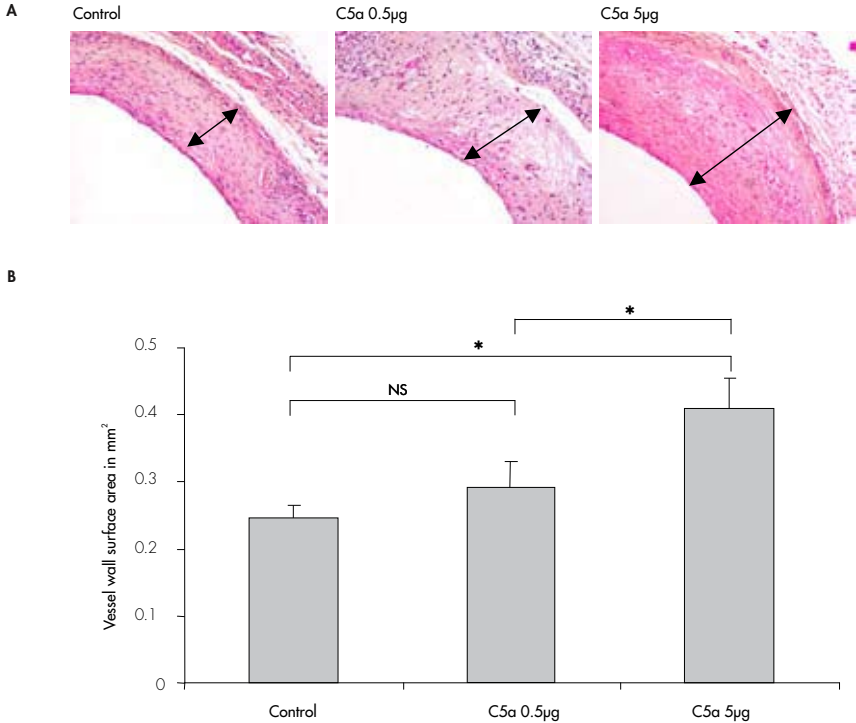 A
Control
C5a 0.5µg
C5a 5µg
B
Vessel wall surface area in mm²
0.5
0.4
0.3
0.2
0.1
0
*
*
NS
Control
C5a 0.5µg
C5a 5µg